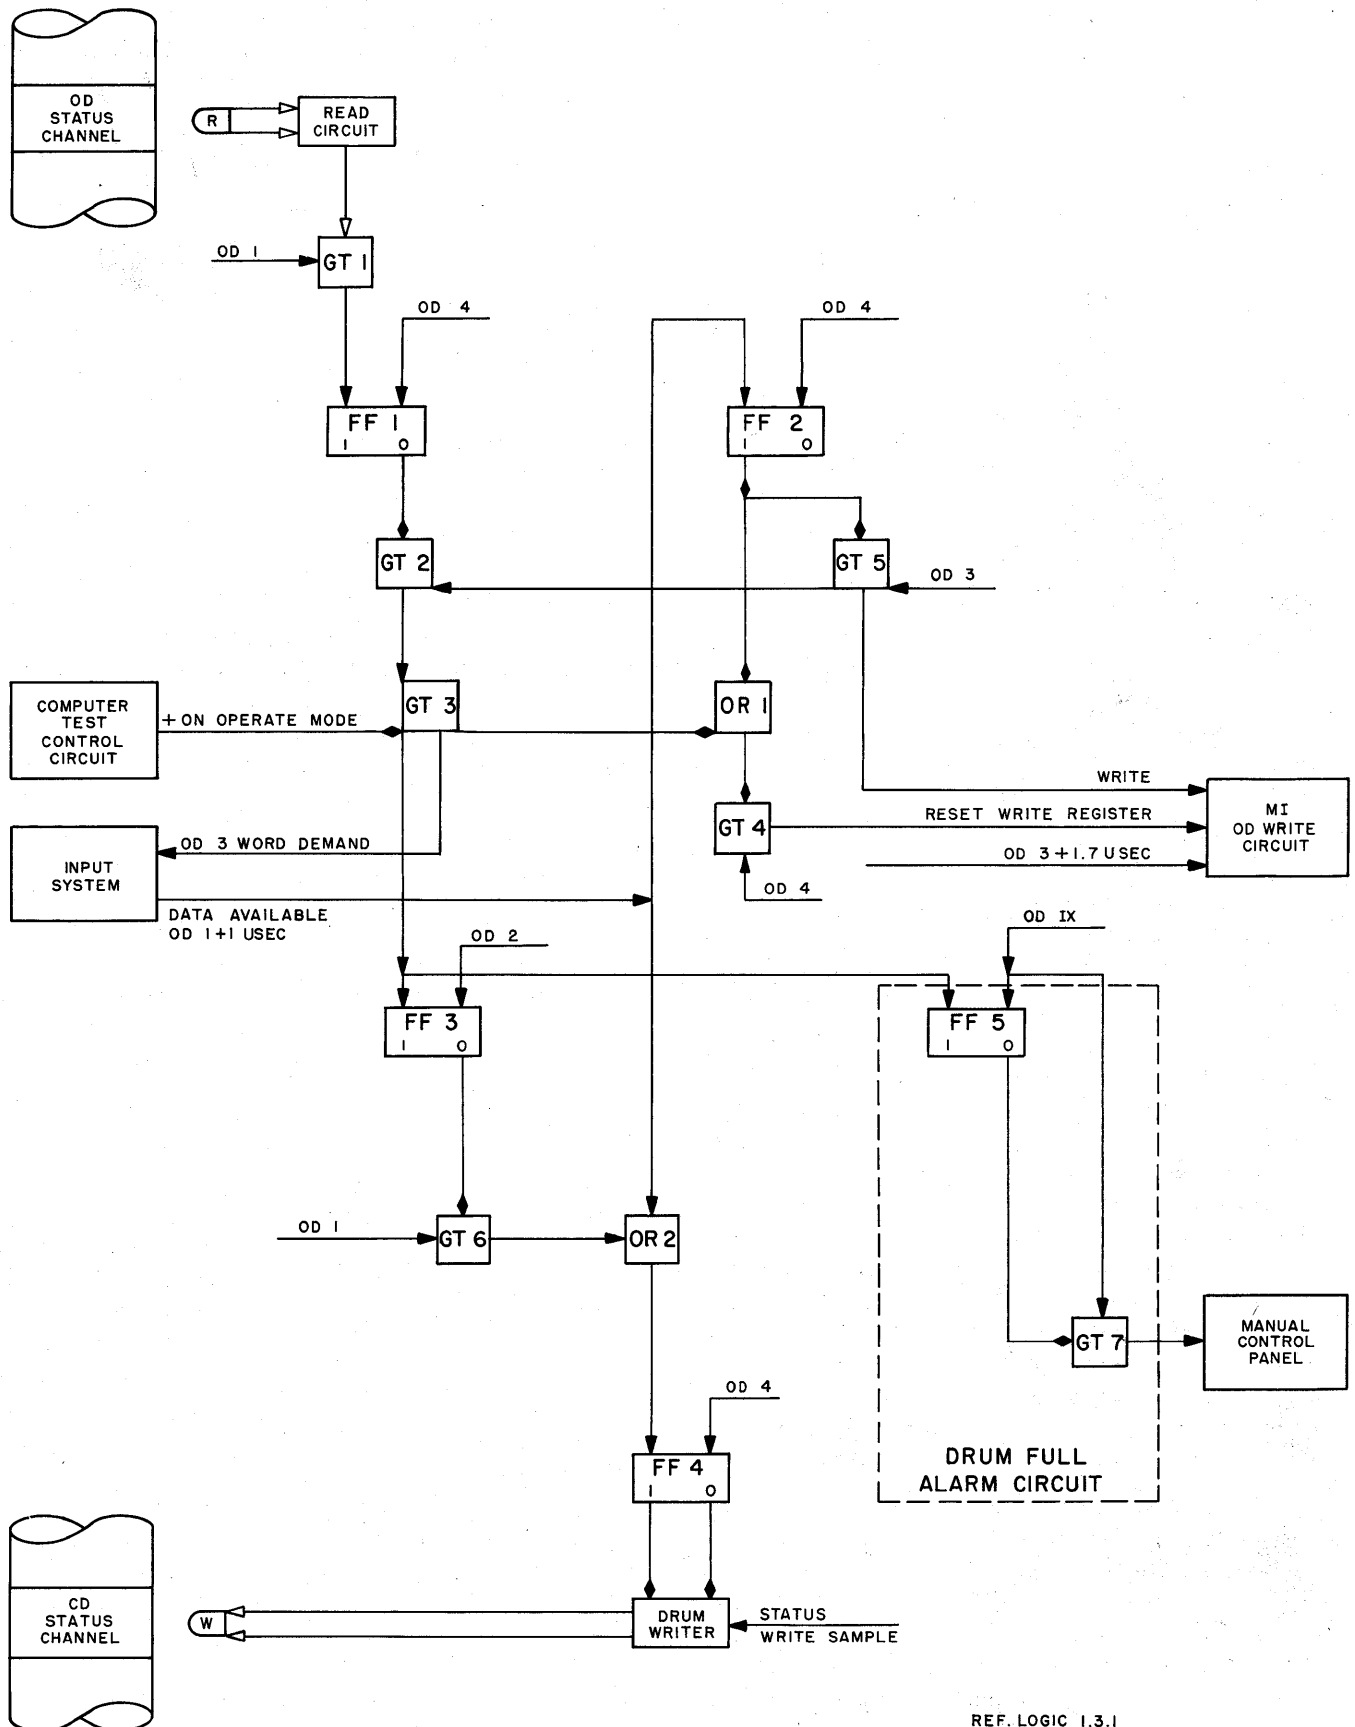 OD
STATUS
CHANNEL
R
READ
CIRCUIT
OD 1
GT 1
OD 4
OD 4
FF 1
1 0
FF 2
1 0
GT 2
GT 5
OD 3
COMPUTER
TEST
CONTROL
CIRCUIT
+ ON OPERATE MODE
GT 3
OR 1
WRITE
GT 4
RESET WRITE REGISTER
MI
OD WRITE
CIRCUIT
OD 3 WORD DEMAND
OD 3 + 1.7 USEC
INPUT
SYSTEM
OD 4
DATA AVAILABLE
OD 1 + 1 USEC
OD 2
OD IX
FF 3
1 0
FF 5
1 0
OD 1
GT 6
OR 2
GT 7
MANUAL
CONTROL
PANEL
OD 4
FF 4
1 0
DRUM FULL
ALARM CIRCUIT
CD
STATUS
CHANNEL
W
DRUM
WRITER
STATUS
WRITE SAMPLE
REF. LOGIC 1.3.1